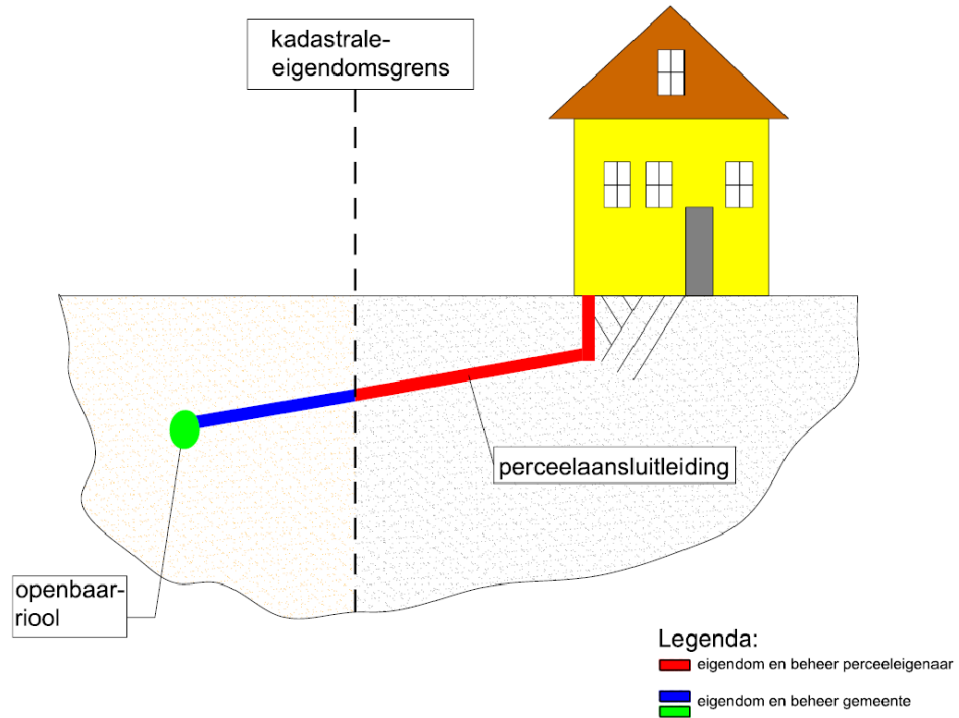 kadastrale-
eigendomsgrens
perceelaansluitleiding
openbaar-
riool
Legenda:
eigendom en beheer perceeleigenaar
eigendom en beheer gemeente